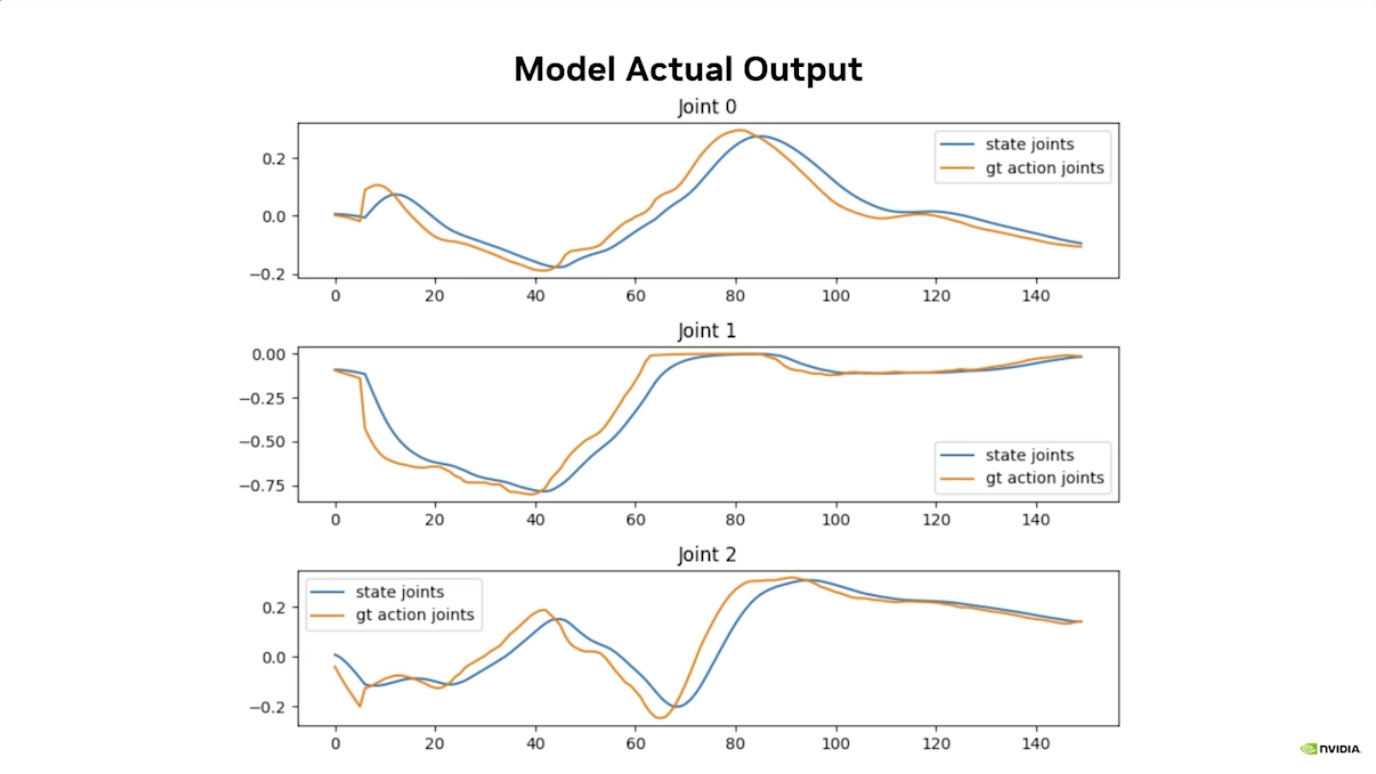 Model Actual Output
Joint 0
state joints
gt action joints
0.2
0.0
−0.2
0 20 40 60 80 100 120 140
Joint 1
0.00
−0.25
−0.50
−0.75
state joints
gt action joints
0 20 40 60 80 100 120 140
Joint 2
state joints
gt action joints
0.2
0.0
−0.2
0 20 40 60 80 100 120 140
NVIDIA.